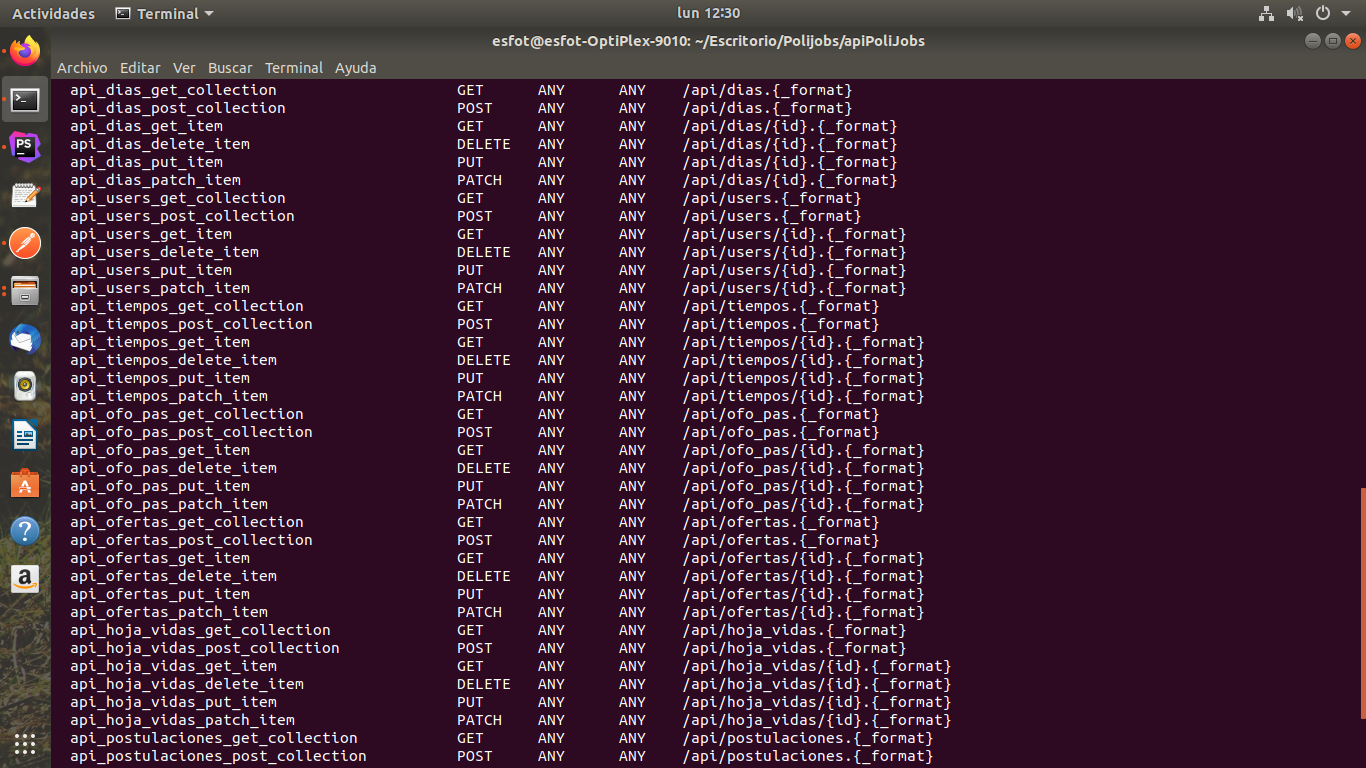 Actividades Terminal lun 12:30
esfot@esfot-OptiPlex-9010: ~/Escritorio/Polijobs/apiPoliJobs
Archivo Editar Ver Buscar Terminal Ayuda
api_dias_get_collection GET ANY ANY /api/dias.{_format}
api_dias_post_collection POST ANY ANY /api/dias.{_format}
api_dias_get_item GET ANY ANY /api/dias/{id}.{_format}
api_dias_delete_item DELETE ANY ANY /api/dias/{id}.{_format}
api_dias_put_item PUT ANY ANY /api/dias/{id}.{_format}
api_dias_patch_item PATCH ANY ANY /api/dias/{id}.{_format}
api_users_get_collection GET ANY ANY /api/users.{_format}
api_users_post_collection POST ANY ANY /api/users.{_format}
api_users_get_item GET ANY ANY /api/users/{id}.{_format}
api_users_delete_item DELETE ANY ANY /api/users/{id}.{_format}
api_users_put_item PUT ANY ANY /api/users/{id}.{_format}
api_users_patch_item PATCH ANY ANY /api/users/{id}.{_format}
api_tiempos_get_collection GET ANY ANY /api/tiempos.{_format}
api_tiempos_post_collection POST ANY ANY /api/tiempos.{_format}
api_tiempos_get_item GET ANY ANY /api/tiempos/{id}.{_format}
api_tiempos_delete_item DELETE ANY ANY /api/tiempos/{id}.{_format}
api_tiempos_put_item PUT ANY ANY /api/tiempos/{id}.{_format}
api_tiempos_patch_item PATCH ANY ANY /api/tiempos/{id}.{_format}
api_ofo_pas_get_collection GET ANY ANY /api/ofo_pas.{_format}
api_ofo_pas_post_collection POST ANY ANY /api/ofo_pas.{_format}
api_ofo_pas_get_item GET ANY ANY /api/ofo_pas/{id}.{_format}
api_ofo_pas_delete_item DELETE ANY ANY /api/ofo_pas/{id}.{_format}
api_ofo_pas_put_item PUT ANY ANY /api/ofo_pas/{id}.{_format}
api_ofo_pas_patch_item PATCH ANY ANY /api/ofo_pas/{id}.{_format}
api_ofertas_get_collection GET ANY ANY /api/ofertas.{_format}
api_ofertas_post_collection POST ANY ANY /api/ofertas.{_format}
api_ofertas_get_item GET ANY ANY /api/ofertas/{id}.{_format}
api_ofertas_delete_item DELETE ANY ANY /api/ofertas/{id}.{_format}
api_ofertas_put_item PUT ANY ANY /api/ofertas/{id}.{_format}
api_ofertas_patch_item PATCH ANY ANY /api/ofertas/{id}.{_format}
api_hoja_vidas_get_collection GET ANY ANY /api/hoja_vidas.{_format}
api_hoja_vidas_post_collection POST ANY ANY /api/hoja_vidas.{_format}
api_hoja_vidas_get_item GET ANY ANY /api/hoja_vidas/{id}.{_format}
api_hoja_vidas_delete_item DELETE ANY ANY /api/hoja_vidas/{id}.{_format}
api_hoja_vidas_put_item PUT ANY ANY /api/hoja_vidas/{id}.{_format}
api_hoja_vidas_patch_item PATCH ANY ANY /api/hoja_vidas/{id}.{_format}
api_postulaciones_get_collection GET ANY ANY /api/postulaciones.{_format}
api_postulaciones_post_collection POST ANY ANY /api/postulaciones.{_format}